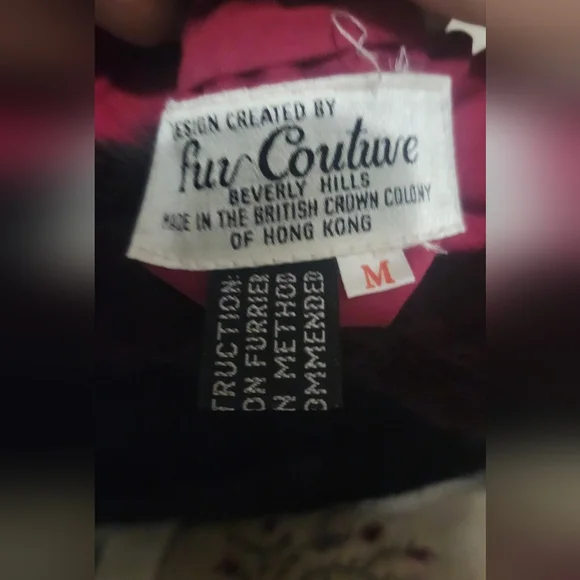 DESIGN CREATED BY
fur Couture
BEVERLY HILLS
MADE IN THE BRITISH CROWN COLONY
OF HONG KONG
M
TRUCTION:
ON FURRIER
N METHOD
OMMENDED